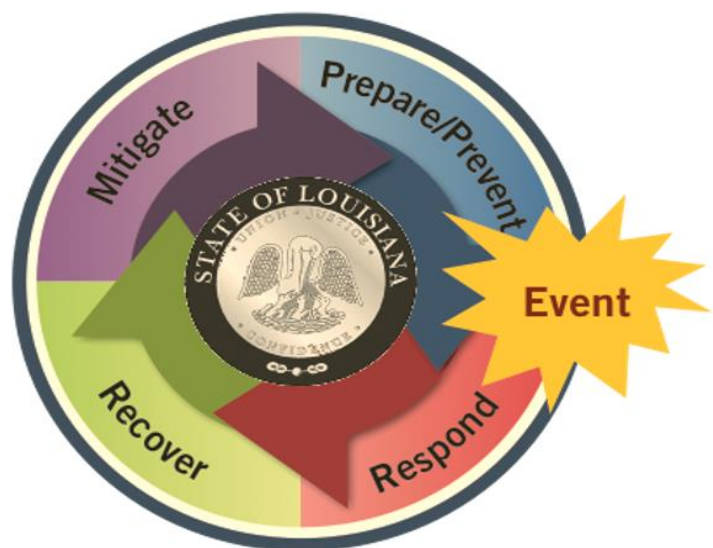 Mitigate
Prepare/Prevent
STATE OF LOUISIANA
UNION JUSTICE
CONFIDENCE
Event
Recover
Respond